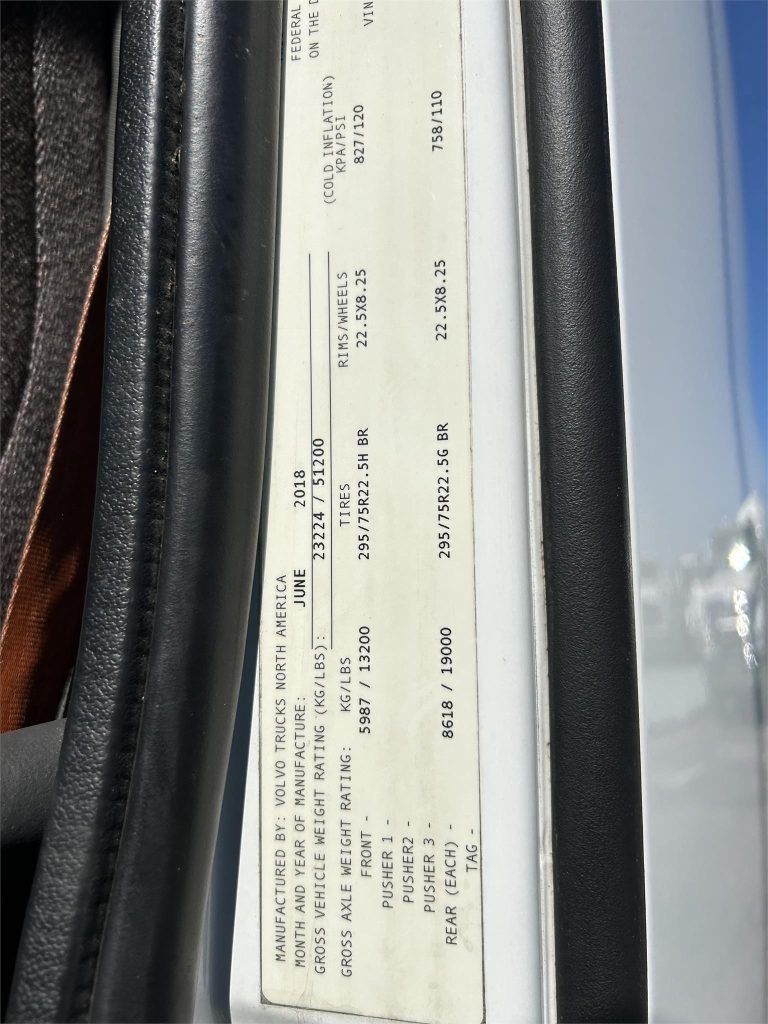 MANUFACTURED BY: VOLVO TRUCKS NORTH AMERICA FEDERAL
MONTH AND YEAR OF MANUFACTURE: JUNE 2018 ON THE
GROSS VEHICLE WEIGHT RATING (KG/LBS): 23224 / 51200
(COLD INFLATION)
GROSS AXLE WEIGHT RATING: KG/LBS TIRES RIMS/WHEELS KPA/PSI
FRONT - 5987 / 13200 295/75R22.5H BR 22.5X8.25 827/120 VIN
PUSHER 1 -
PUSHER2 -
PUSHER 3 -
REAR (EACH) - 8618 / 19000 295/75R22.5G BR 22.5X8.25 758/110
TAG -